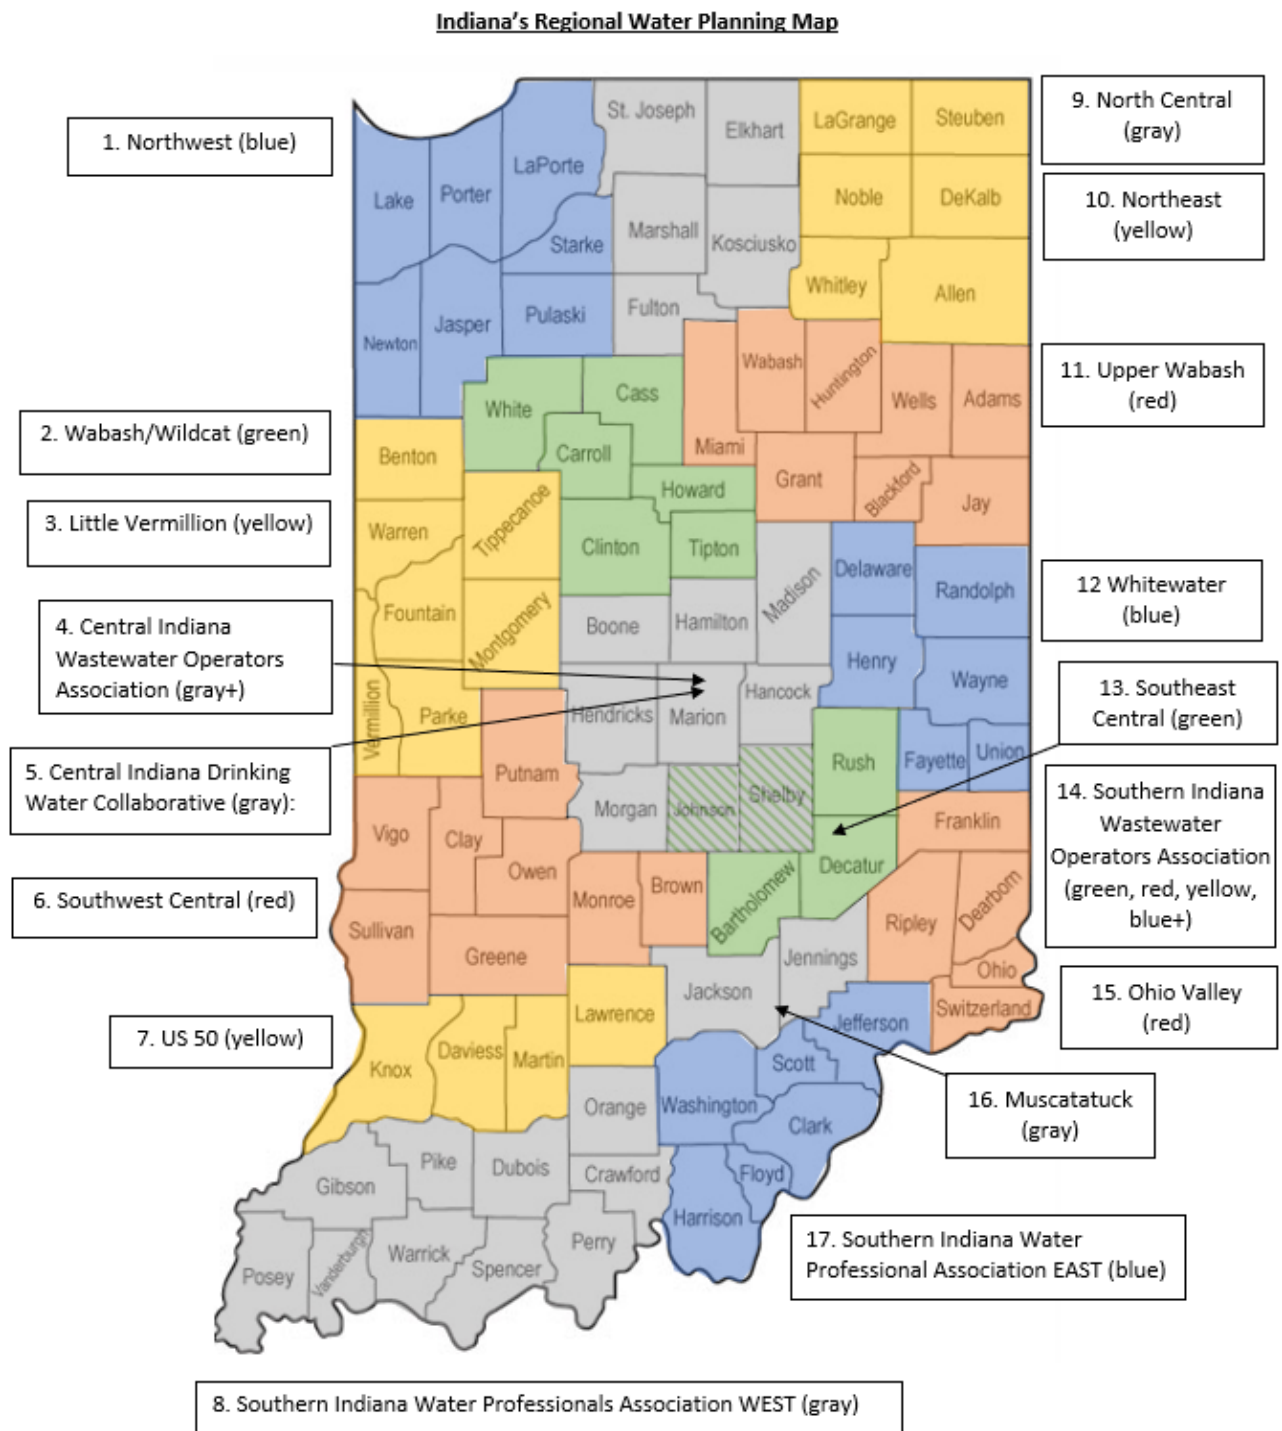 Indiana's Regional Water Planning Map
1. Northwest (blue)
2. Wabash/Wildcat (green)
3. Little Vermillion (yellow)
4. Central Indiana
Wastewater Operators
Association (gray+)
5. Central Indiana Drinking
Water Collaborative (gray):
6. Southwest Central (red)
7. US 50 (yellow)
8. Southern Indiana Water Professionals Association WEST (gray)
9. North Central
(gray)
10. Northeast
(yellow)
11. Upper Wabash
(red)
12 Whitewater
(blue)
13. Southeast
Central (green)
14. Southern Indiana
Wastewater
Operators Association
(green, red, yellow,
blue+)
15. Ohio Valley
(red)
16. Muscatatuck
(gray)
17. Southern Indiana Water
Professional Association EAST (blue)
Lake
Porter
LaPorte
St. Joseph
Elkhart
LaGrange
Steuben
Noble
DeKalb
Starke
Marshall
Kosciusko
Whitley
Allen
Newton
Jasper
Pulaski
Fulton
White
Cass
Miami
Wabash
Huntington
Wells
Adams
Benton
Carroll
Howard
Grant
Blackford
Jay
Warren
Tippecanoe
Clinton
Tipton
Madison
Delaware
Randolph
Fountain
Montgomery
Boone
Hamilton
Henry
Wayne
Vermillion
Parke
Hendricks
Marion
Hancock
Putnam
Rush
Fayette
Union
Morgan
Johnson
Shelby
Vigo
Clay
Owen
Franklin
Decatur
Monroe
Brown
Bartholomew
Ripley
Dearborn
Sullivan
Greene
Jennings
Ohio
Jackson
Switzerland
Lawrence
Jefferson
Knox
Daviess
Martin
Scott
Orange
Washington
Clark
Gibson
Pike
Dubois
Crawford
Floyd
Harrison
Posey
Vanderburgh
Warrick
Spencer
Perry